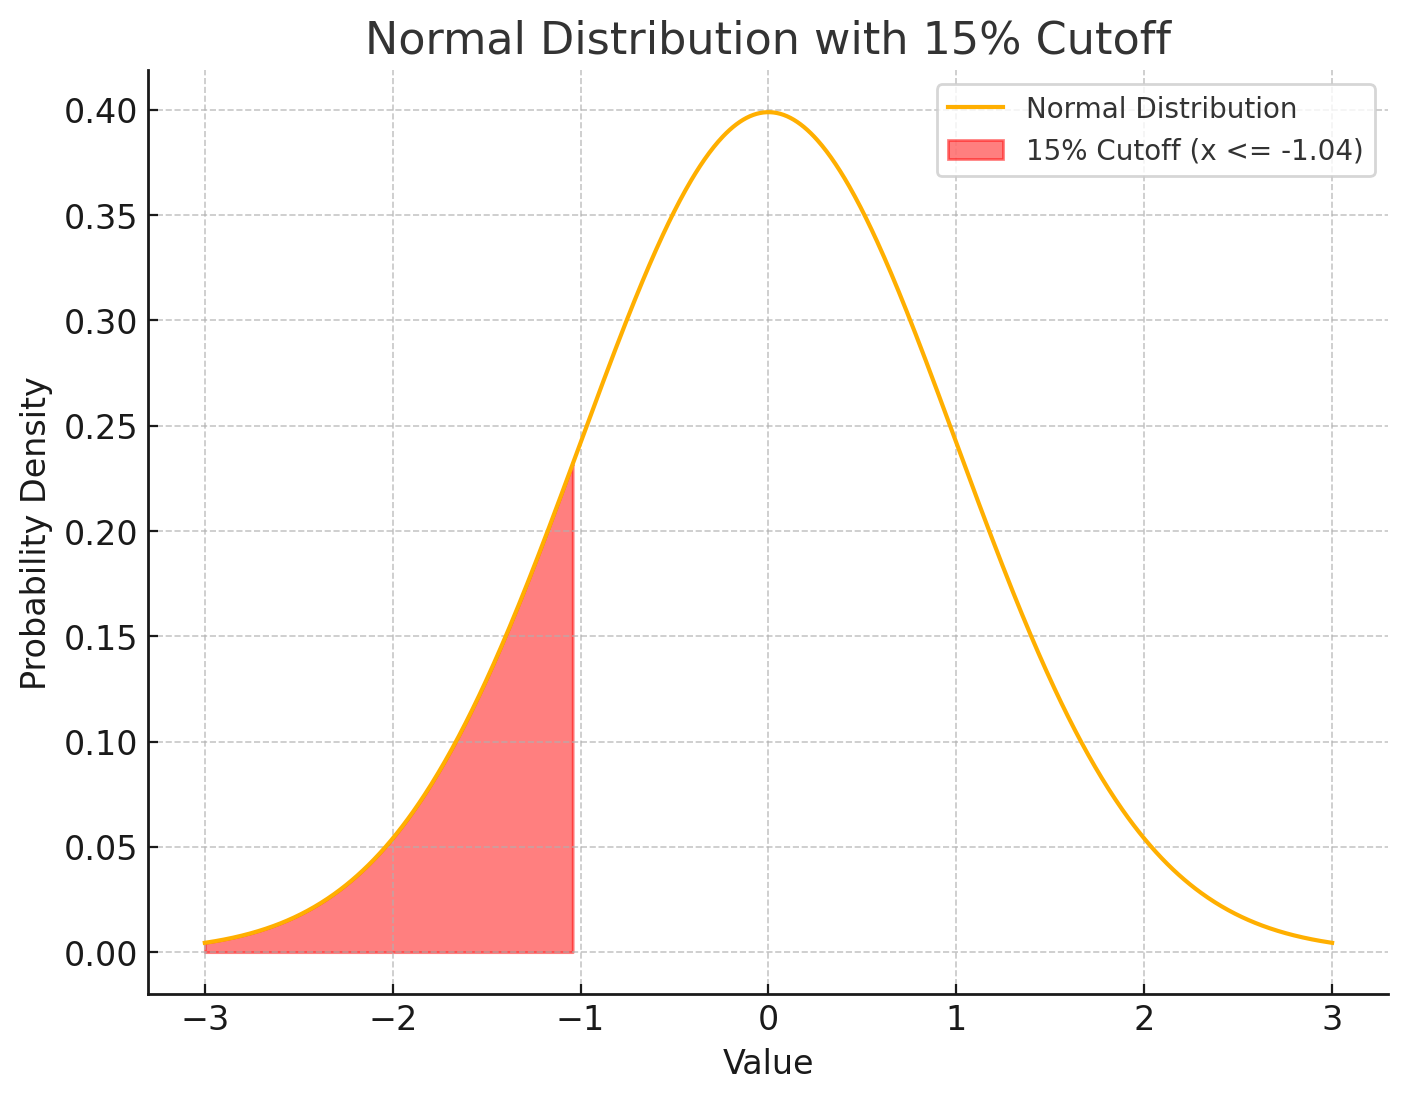 Normal Distribution with 15% Cutoff
Normal Distribution
15% Cutoff (x <= -1.04)
Probability Density
0.40
0.35
0.30
0.25
0.20
0.15
0.10
0.05
0.00
−3 −2 −1 0 1 2 3
Value